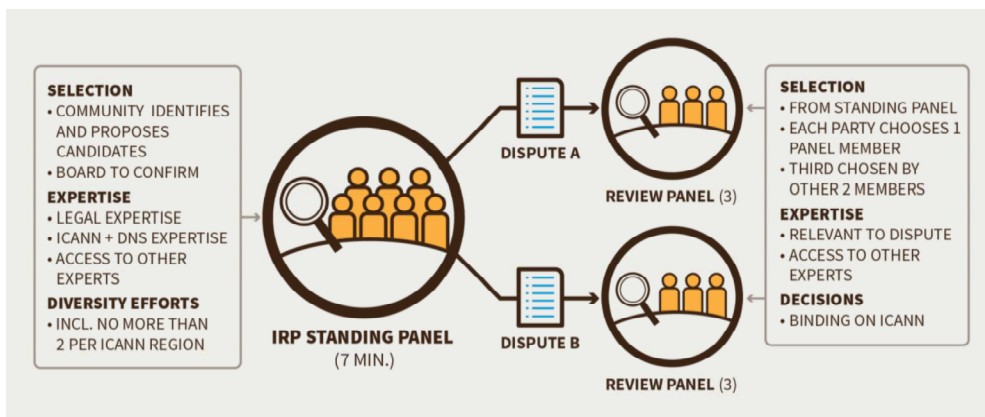 SELECTION
• COMMUNITY IDENTIFIES
AND PROPOSES
CANDIDATES
• BOARD TO CONFIRM
EXPERTISE
• LEGAL EXPERTISE
• ICANN + DNS EXPERTISE
• ACCESS TO OTHER
EXPERTS
DIVERSITY EFFORTS
• INCL. NO MORE THAN
2 PER ICANN REGION
IRP STANDING PANEL
(7 MIN.)
DISPUTE A
DISPUTE B
REVIEW PANEL (3)
REVIEW PANEL (3)
SELECTION
• FROM STANDING PANEL
• EACH PARTY CHOOSES 1
PANEL MEMBER
• THIRD CHOSEN BY
OTHER 2 MEMBERS
EXPERTISE
• RELEVANT TO DISPUTE
• ACCESS TO OTHER
EXPERTS
DECISIONS
• BINDING ON ICANN